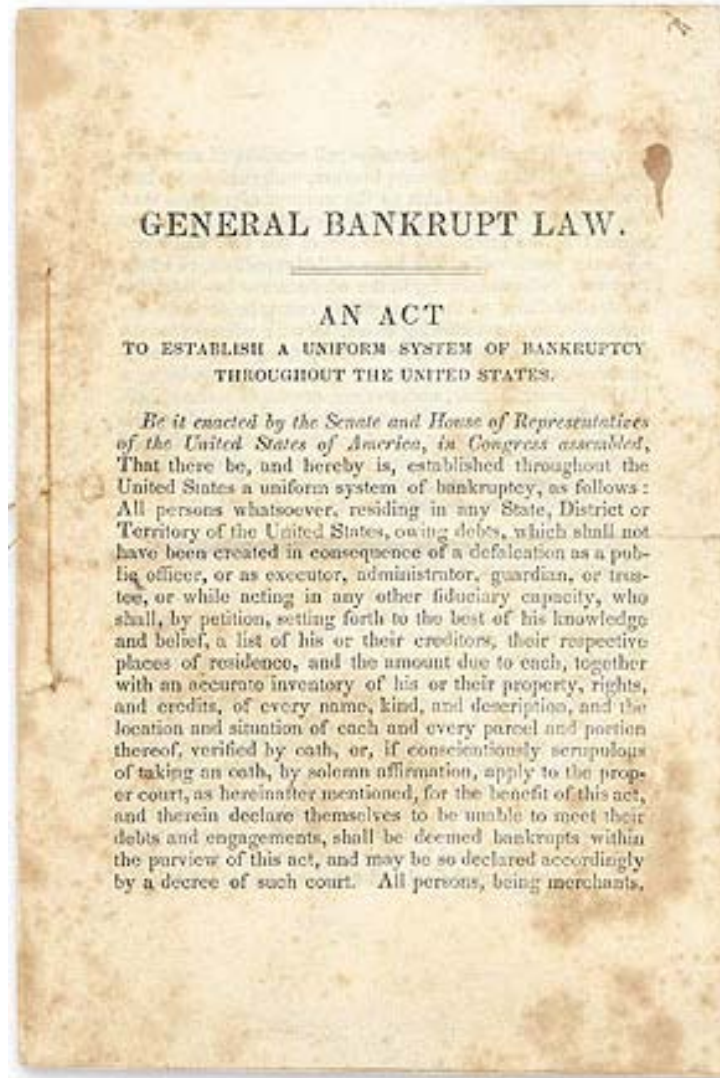 GENERAL BANKRUPT LAW.
AN ACT
TO ESTABLISH A UNIFORM SYSTEM OF BANKRUPTCY
THROUGHOUT THE UNITED STATES.
Be it enacted by the Senate and House of Representatives
of the United States of America, in Congress assembled,
That there be, and hereby is, established throughout the
United States a uniform system of bankruptcy, as follows:
All persons whatsoever, residing in any State, District or
Territory of the United States, owing debts, which shall not
have been created in consequence of a defalcation as a pub-
lic officer, or as executor, administrator, guardian, or trus-
tee, or while acting in any other fiduciary capacity, who
shall, by petition, setting forth to the best of his knowledge
and belief, a list of his or their creditors, their respective
places of residence, and the amount due to each, together
with an accurate inventory of his or their property, rights,
and credits, of every name, kind, and description, and the
location and situation of each and every parcel and portion
thereof, verified by oath, or, if conscientiously scrupulous
of taking an oath, by solemn affirmation, apply to the prop-
er court, as hereinafter mentioned, for the benefit of this act,
and therein declare themselves to be unable to meet their
debts and engagements, shall be deemed bankrupts within
the purview of this act, and may be so declared accordingly
by a decree of such court. All persons, being merchants,